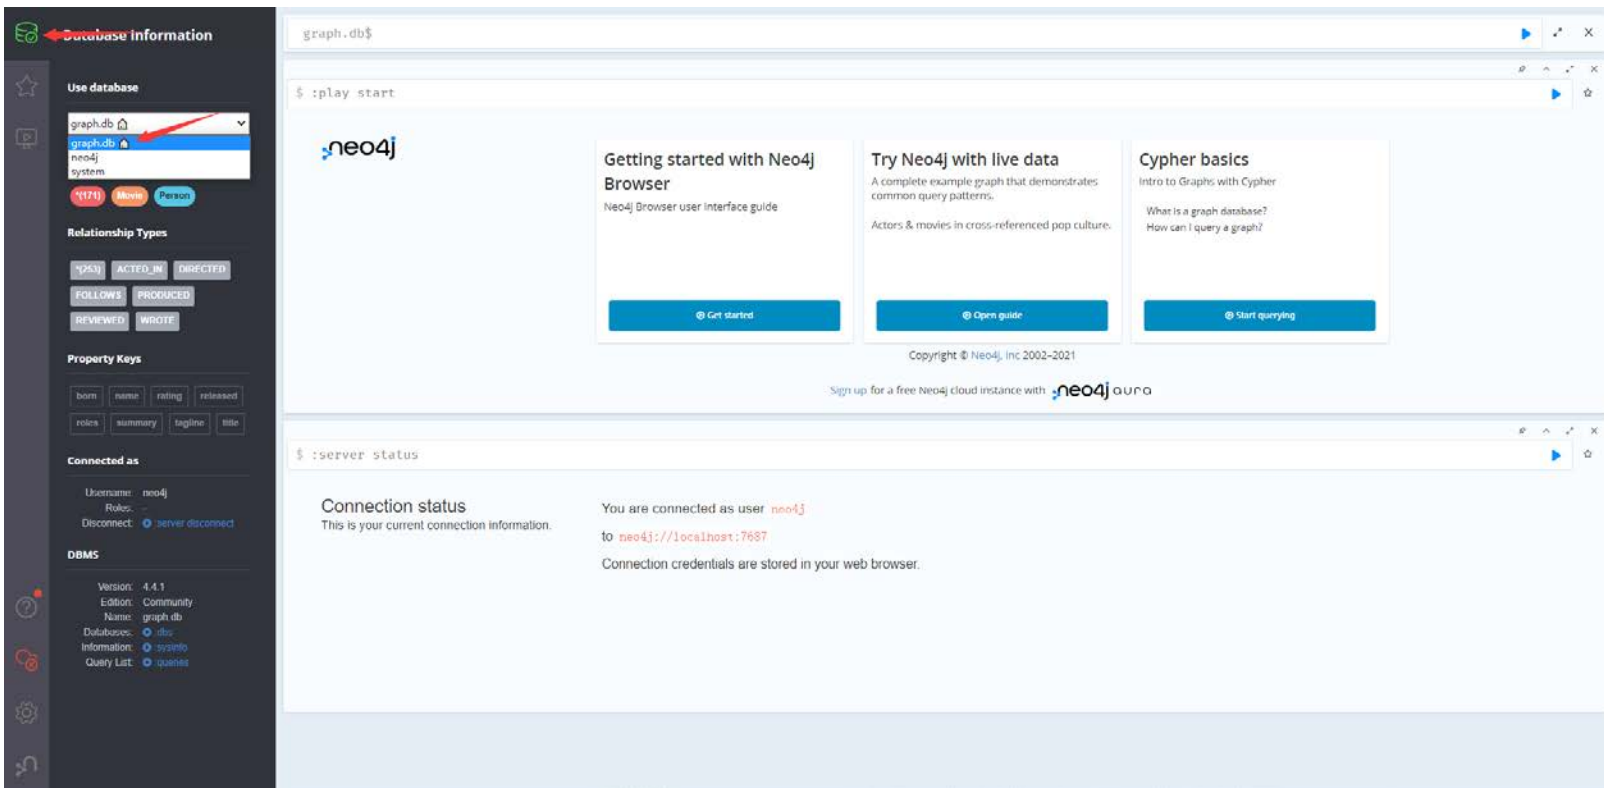 Database Information
Use database
graph.db
graph.db
neo4j
system
*(171) Movie Person
Relationship Types
*(253) ACTED_IN DIRECTED
FOLLOWS PRODUCED
REVIEWED WROTE
Property Keys
born name rating released
roles summary tagline title
Connected as
Username: neo4j
Roles: -
Disconnect: :server disconnect
DBMS
Version: 4.4.1
Edition: Community
Name: graph.db
Databases: :dbs
Information: :sysinfo
Query List: :queries
graph.db$
$ :play start
neo4j
Getting started with Neo4j
Browser
Neo4j Browser user interface guide
Get started
Try Neo4j with live data
A complete example graph that demonstrates
common query patterns.
Actors & movies in cross-referenced pop culture.
Open guide
Cypher basics
Intro to Graphs with Cypher
What is a graph database?
How can I query a graph?
Start querying
Copyright © Neo4j, Inc 2002–2021
Sign up for a free Neo4j cloud instance with neo4j aura
$ :server status
Connection status
This is your current connection information.
You are connected as user neo4j
to neo4j://localhost:7687
Connection credentials are stored in your web browser.